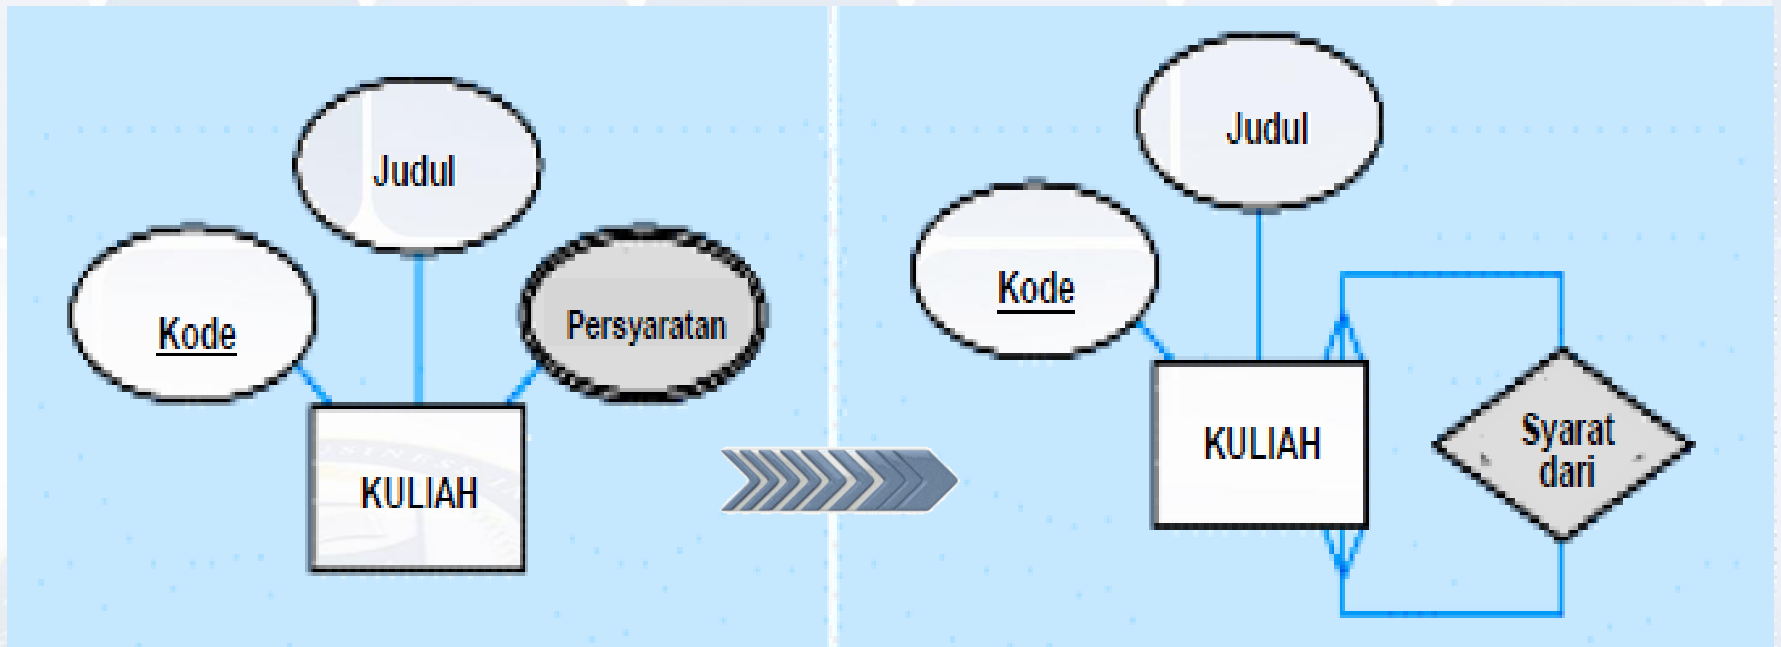 Judul
Kode
Persyaratan
KULIAH
Judul
Kode
KULIAH
Syarat
dari